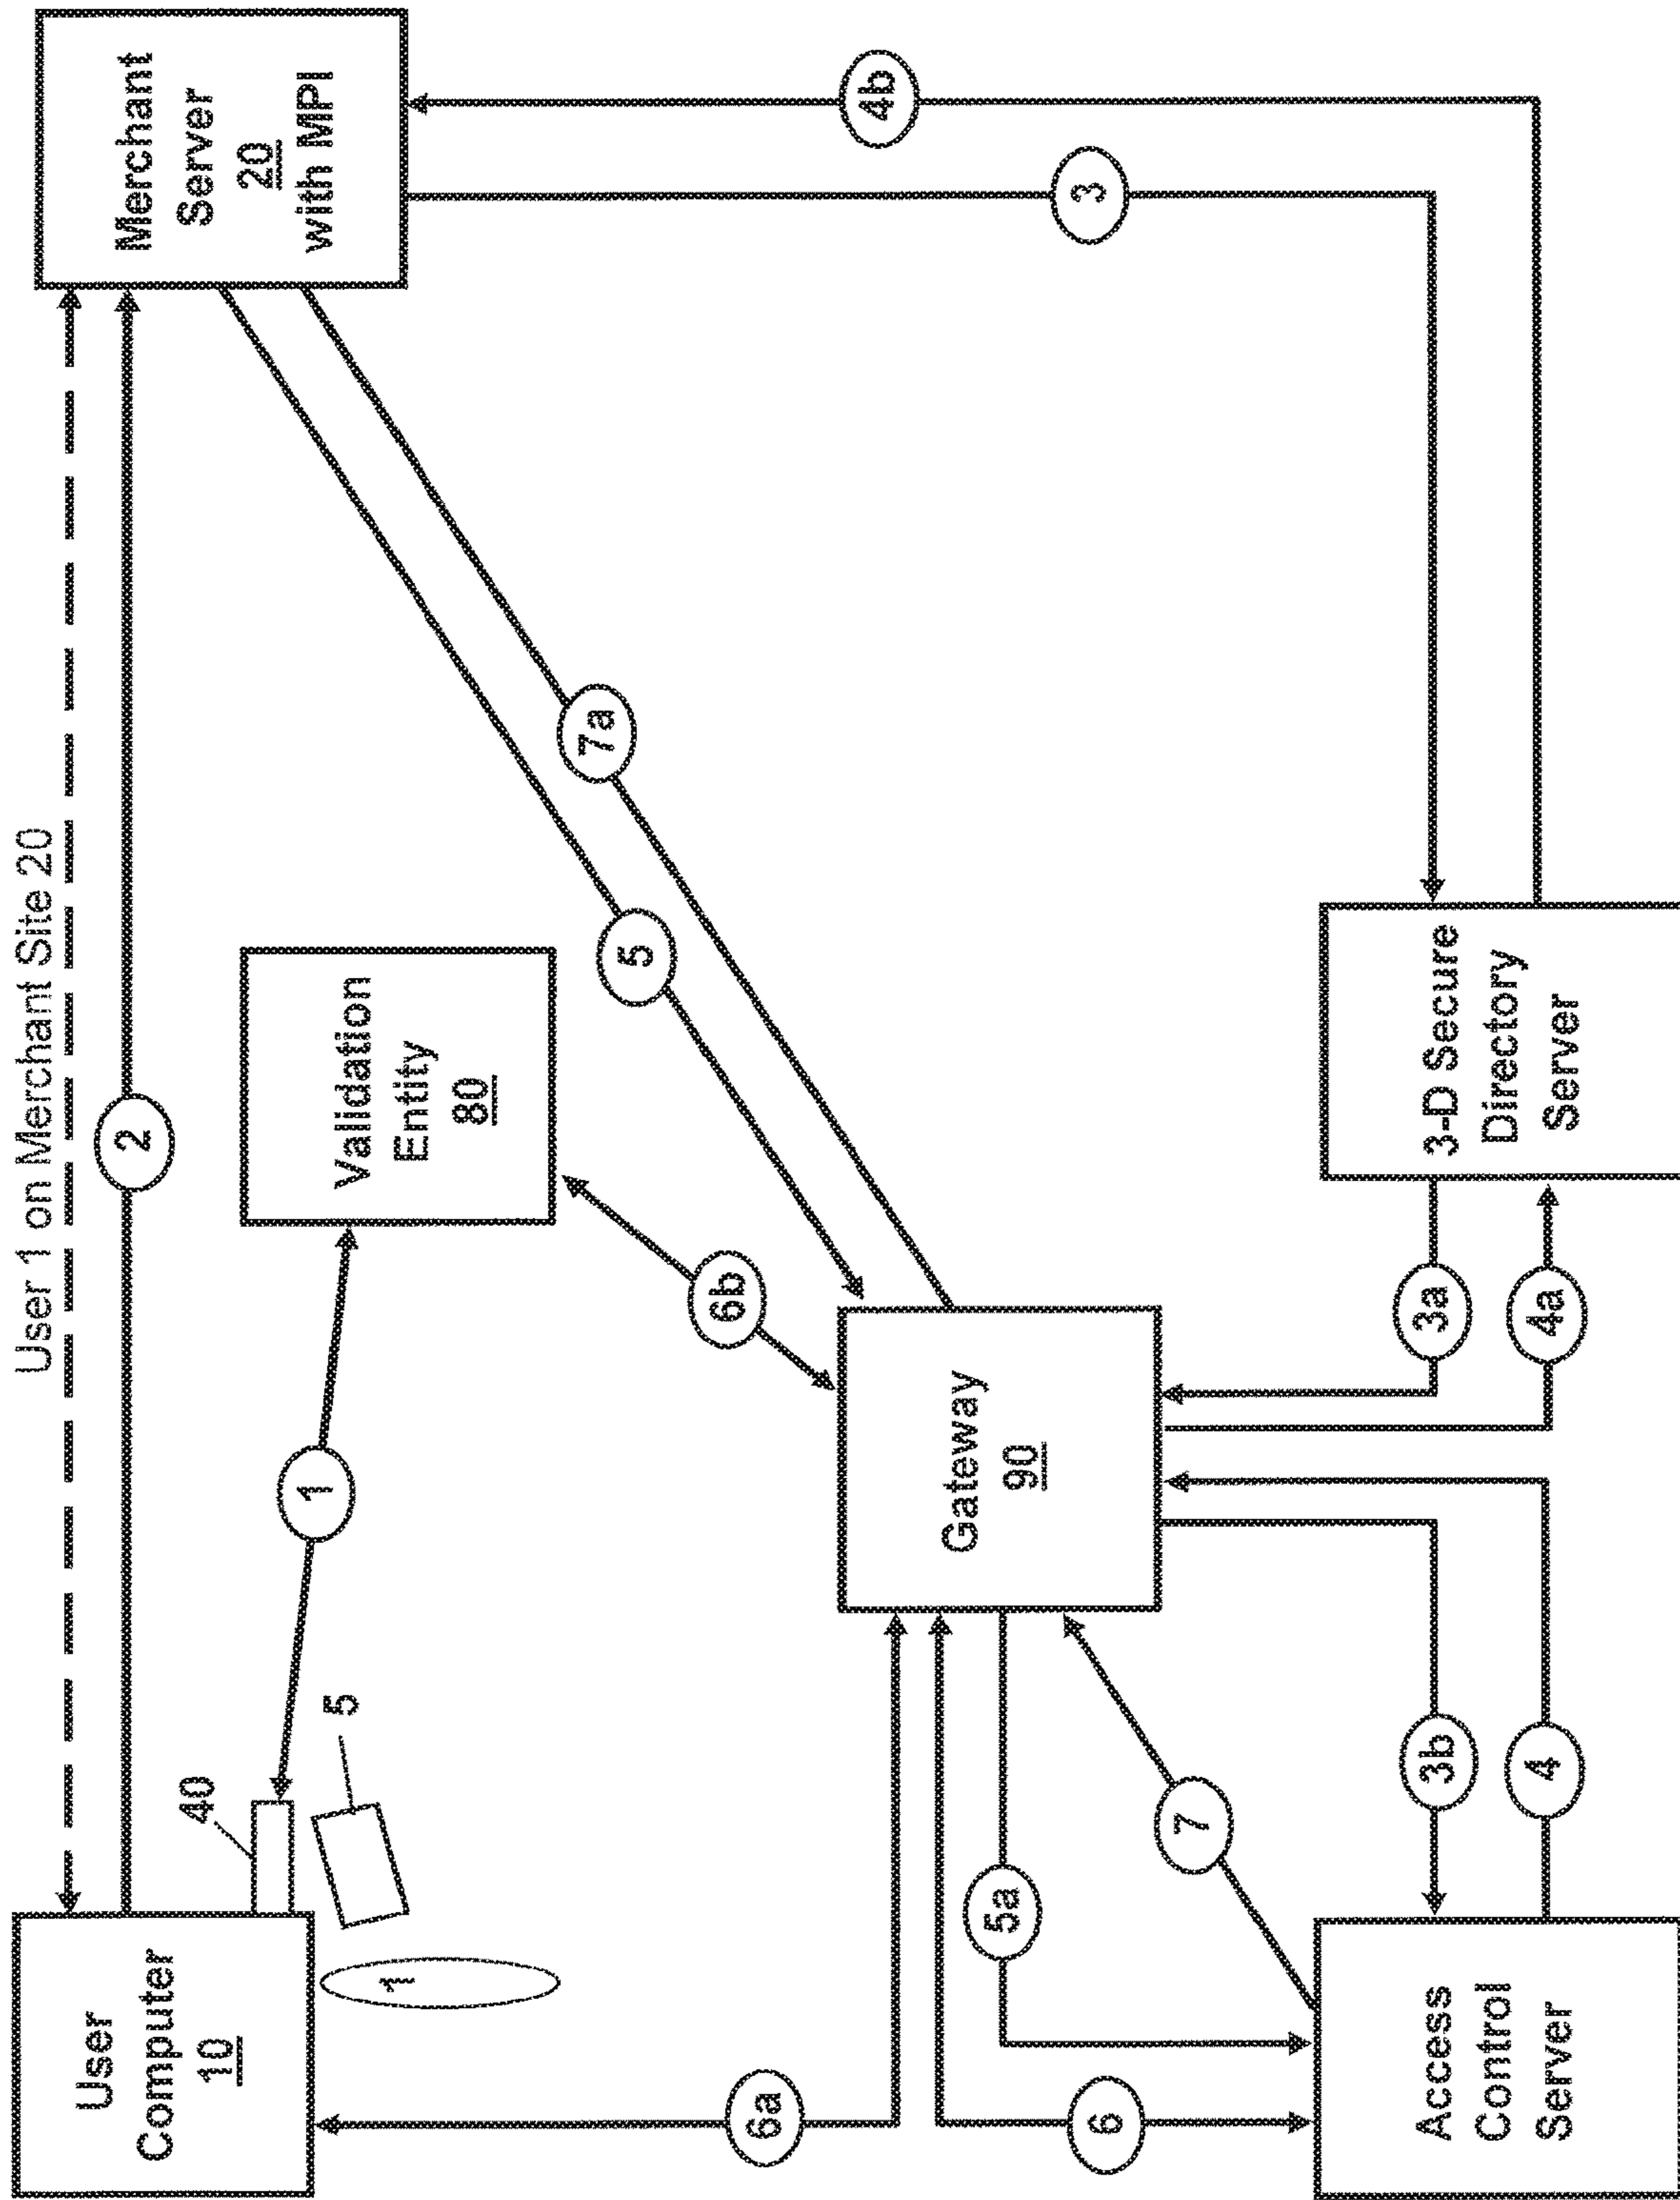 User 1 on Merchant Site 20
User
Computer
10
2
Merchant
Server
20
with MPI
40
5
1
1
Validation
Entity
80
6a
6b
5
7a
4b
3
Gateway
90
6
5a
7
3b
4
3a
4a
Access
Control
Server
3-D Secure
Directory
Server